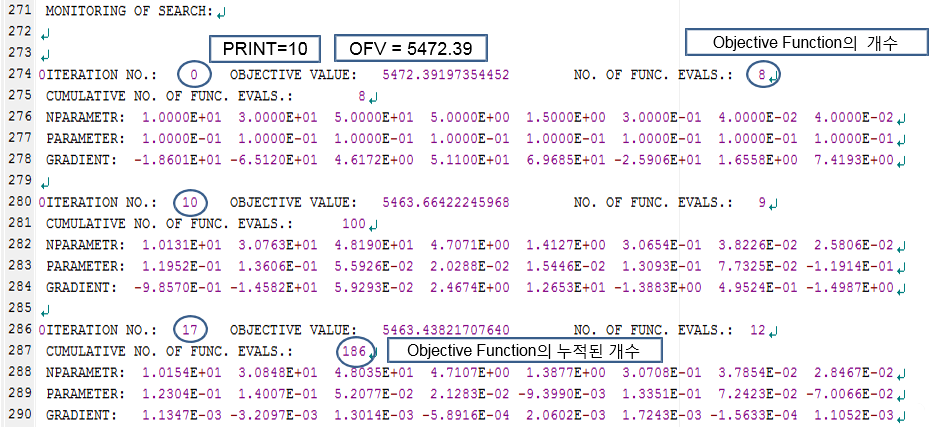 271 MONITORING OF SEARCH:
272
PRINT=10 OFV = 5472.39 Objective Function의 개수
273
274 0ITERATION NO.: 0 OBJECTIVE VALUE: 5472.39197354452 NO. OF FUNC. EVALS.: 8
275 CUMULATIVE NO. OF FUNC. EVALS.: 8
276 NPARAMETR: 1.0000E+01 3.0000E+01 5.0000E+01 5.0000E+00 1.5000E+00 3.0000E-01 4.0000E-02 4.0000E-02
277 PARAMETER: 1.0000E-01 1.0000E-01 1.0000E-01 1.0000E-01 1.0000E-01 1.0000E-01 1.0000E-01 1.0000E-01
278 GRADIENT: -1.8601E+01 -6.5120E+01 4.6172E+00 5.1100E+01 6.9685E+01 -2.5906E+01 1.6558E+00 7.4193E+00
279
280 0ITERATION NO.: 10 OBJECTIVE VALUE: 5463.66422245968 NO. OF FUNC. EVALS.: 9
281 CUMULATIVE NO. OF FUNC. EVALS.: 100
282 NPARAMETR: 1.0131E+01 3.0763E+01 4.8190E+01 4.7071E+00 1.4127E+00 3.0654E-01 3.8226E-02 2.5806E-02
283 PARAMETER: 1.1952E-01 1.3606E-01 5.5926E-02 2.0288E-02 1.5446E-02 1.3093E-01 7.7325E-02 -1.1914E-01
284 GRADIENT: -9.8570E-01 -1.4582E+01 5.9293E-02 2.4674E+00 1.2653E+01 -1.3883E+00 4.9524E-01 -1.4987E+00
285
286 0ITERATION NO.: 17 OBJECTIVE VALUE: 5463.43821707640 NO. OF FUNC. EVALS.: 12
287 CUMULATIVE NO. OF FUNC. EVALS.: 186 Objective Function의 누적된 개수
288 NPARAMETR: 1.0154E+01 3.0848E+01 4.8035E+01 4.7107E+00 1.3877E+00 3.0708E-01 3.7854E-02 2.8467E-02
289 PARAMETER: 1.2304E-01 1.4007E-01 5.2077E-02 2.1283E-02 -9.3990E-03 1.3351E-01 7.2423E-02 -7.0066E-02
290 GRADIENT: 1.1347E-03 -3.2097E-03 1.3014E-03 -5.8916E-04 2.0602E-03 1.7243E-03 -1.5633E-04 1.1052E-03